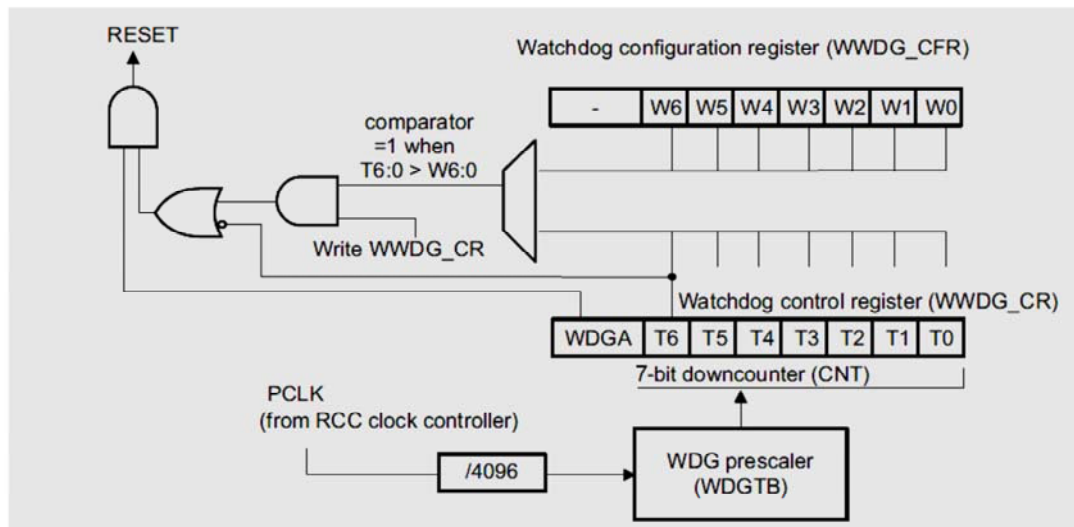 RESET
Watchdog configuration register (WWDG_CFR)
- W6 W5 W4 W3 W2 W1 W0
comparator
=1 when
T6:0 > W6:0
Write WWDG_CR
Watchdog control register (WWDG_CR)
WDGA T6 T5 T4 T3 T2 T1 T0
7-bit downcounter (CNT)
PCLK
(from RCC clock controller)
/4096
WDG prescaler
(WDGTB)